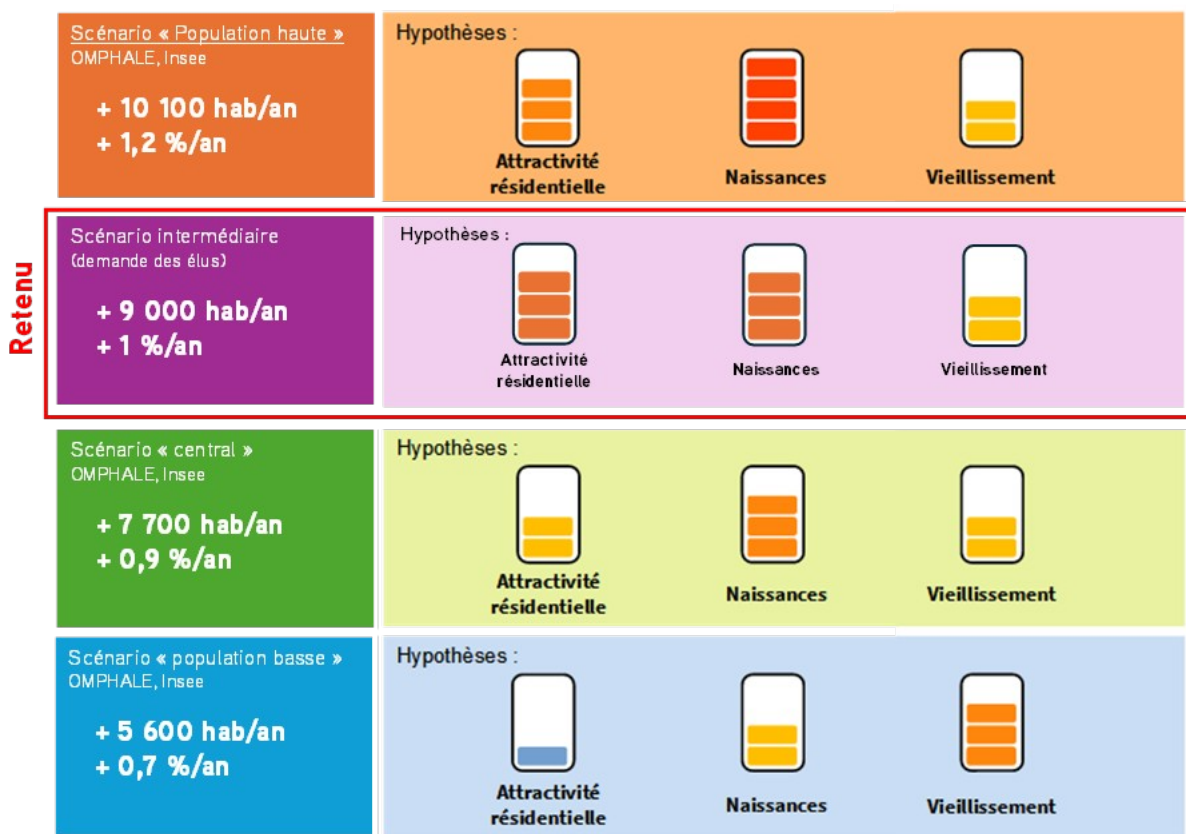 Scénario « Population haute »
OMPHALE, Insee
+ 10 100 hab/an
+ 1,2 %/an
Hypothèses :
Attractivité
résidentielle
Naissances
Vieillissement
Retenu
Scénario intermédiaire
(demande des élus)
+ 9 000 hab/an
+ 1 %/an
Hypothèses :
Attractivité
résidentielle
Naissances
Vieillissement
Scénario « central »
OMPHALE, Insee
+ 7 700 hab/an
+ 0,9 %/an
Hypothèses :
Attractivité
résidentielle
Naissances
Vieillissement
Scénario « population basse »
OMPHALE, Insee
+ 5 600 hab/an
+ 0,7 %/an
Hypothèses :
Attractivité
résidentielle
Naissances
Vieillissement